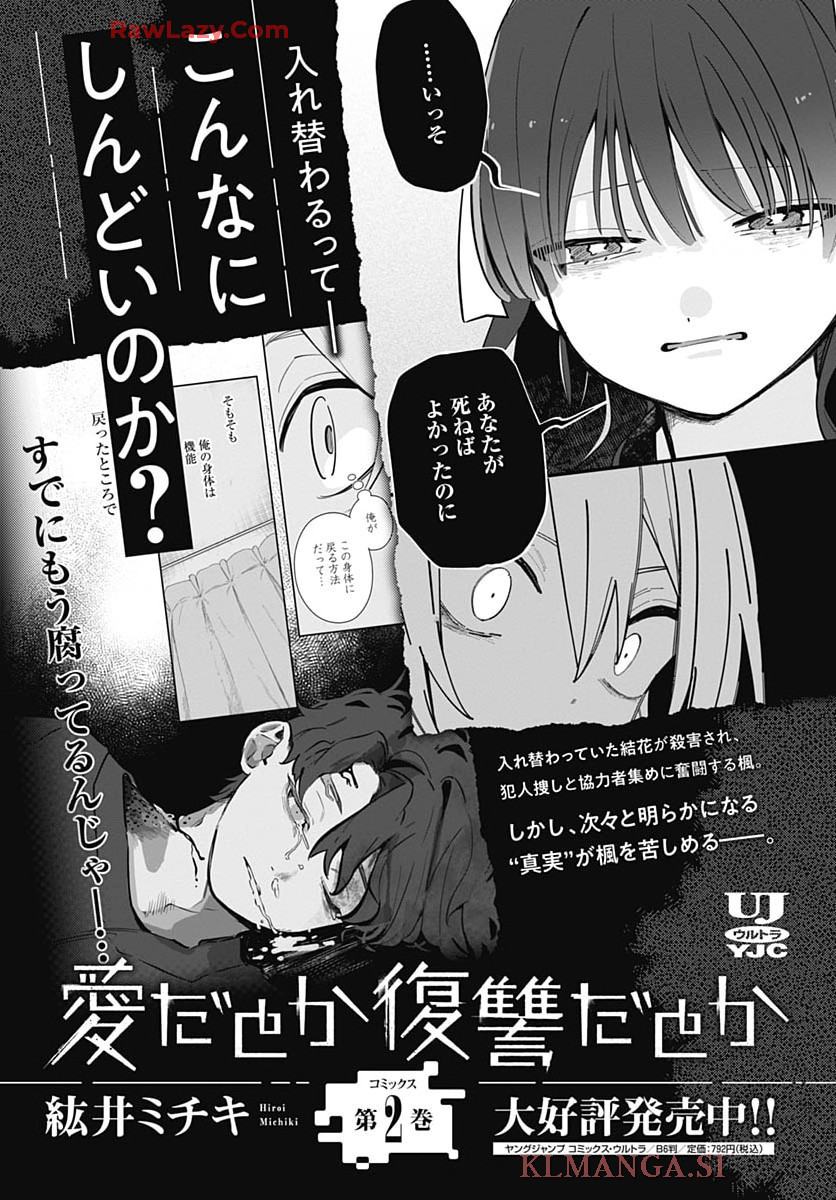 RawLazy.Com
……いっそ
入れ替わるって――
こんなに
しんどいのか？
あなたが
死ねば
よかったのに
俺が
この身体に
戻る方法
だって…
そもそも
俺の身体は
機能
戻ったところで
すでにもう腐ってるんじゃ――…
入れ替わっていた結花が殺害され、
犯人捜しと協力者集めに奮闘する楓。
しかし、次々と明らかになる
“真実”が楓を苦しめる――。
UJ
ウルトラ
YJC
愛だとか復讐だとか
紘井ミチキ
Hiroi
Michiki
コミックス
第2巻
大好評発売中!!
ヤングジャンプ コミックス・ウルトラ／B6判／定価：792円(税込)
KLMANGA.SI